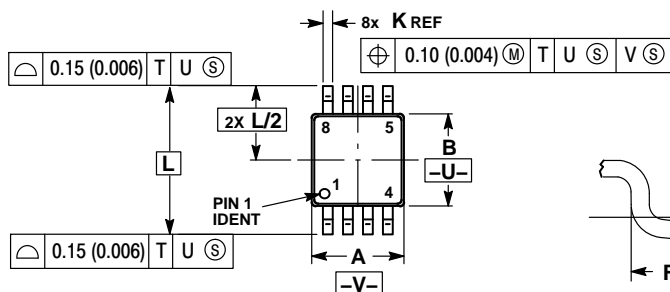 8x K REF
0.10 (0.004) Ⓜ T U Ⓢ V Ⓢ
0.15 (0.006) T U Ⓢ
2X L/2
8 5
B
–U–
L
1 4
PIN 1
IDENT
0.15 (0.006) T U Ⓢ
A
–V–
F